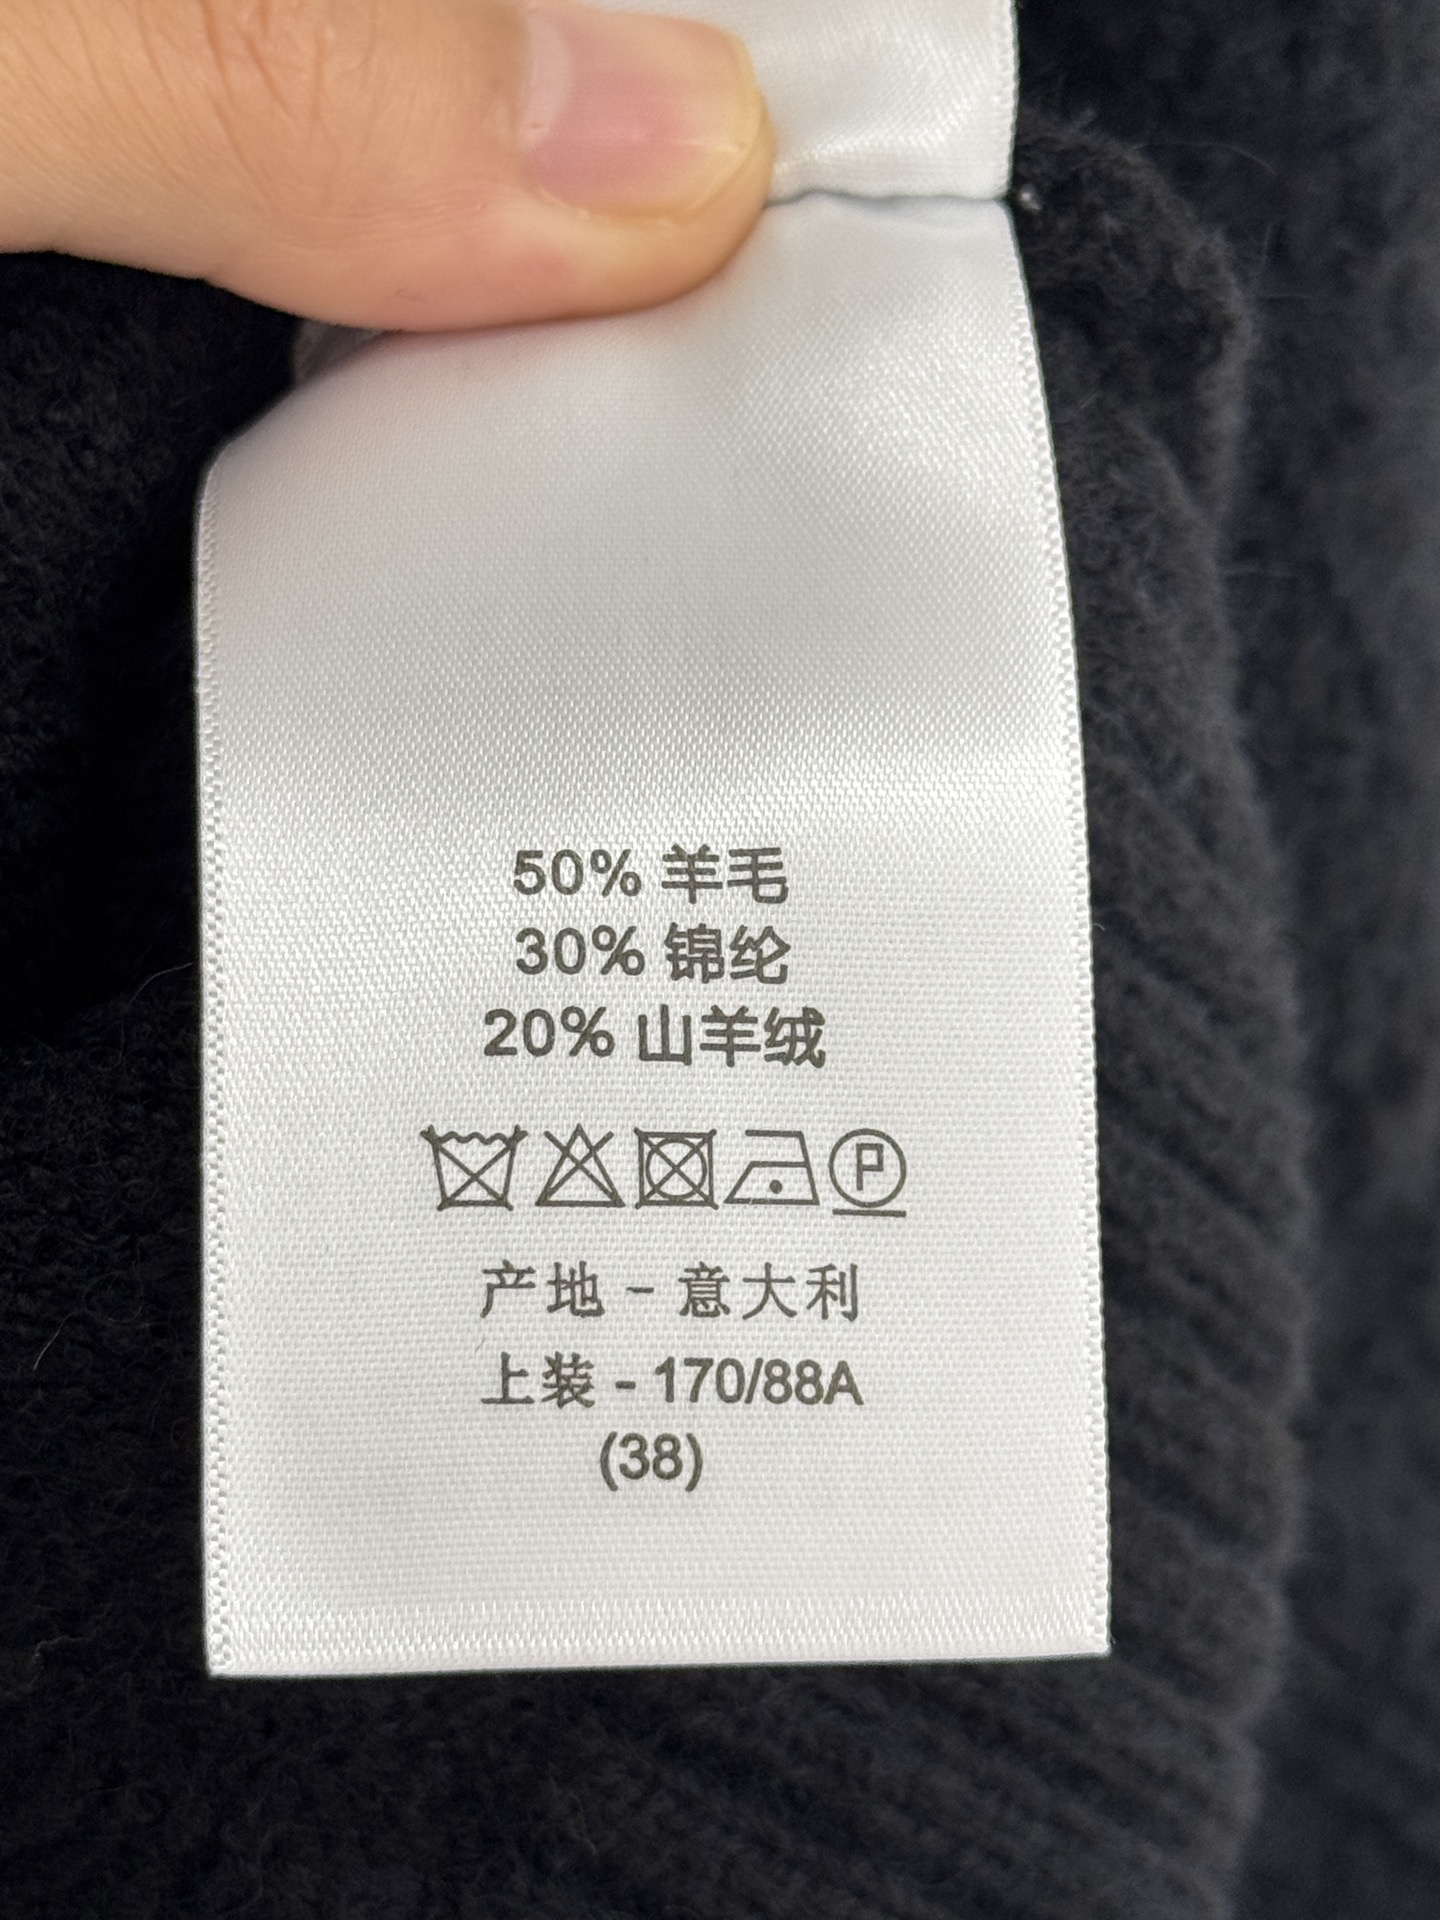 50% 羊毛
30% 锦纶
20% 山羊绒
P
产地 - 意大利
上装 - 170/88A
(38)